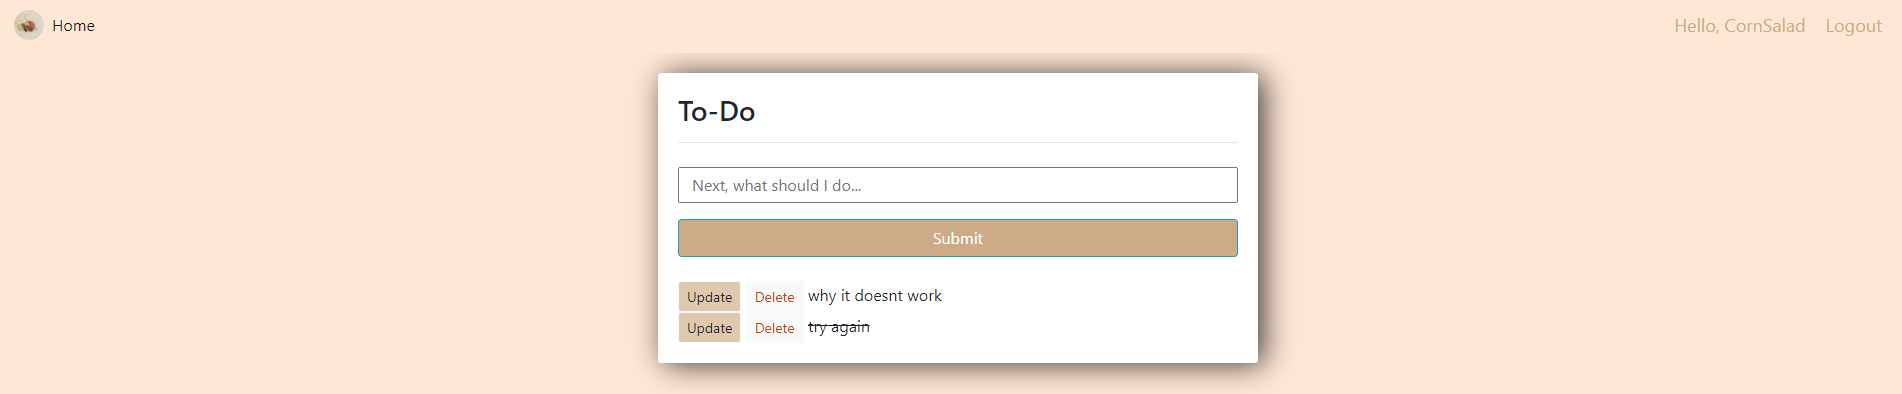 Home
Hello, CornSalad Logout
To-Do
Next, what should I do...
Submit
Update Delete why it doesnt work
Update Delete try again